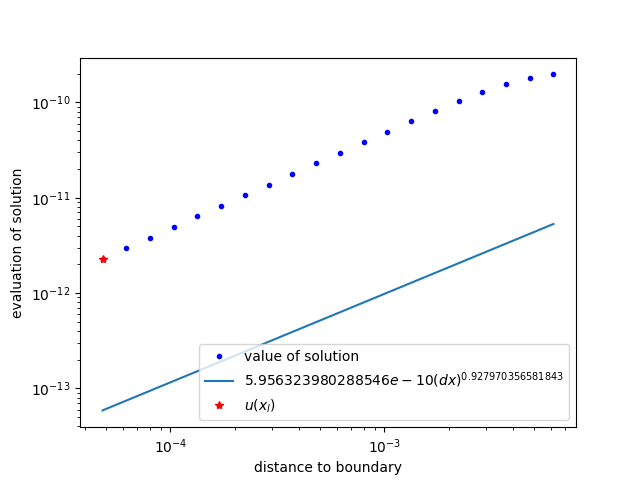 10⁻¹⁰
10⁻¹¹
10⁻¹²
10⁻¹³
evaluation of solution
value of solution
5.956323980288546e − 10(dx)^0.927970356581843
u(x_l)
10⁻⁴ 10⁻³
distance to boundary